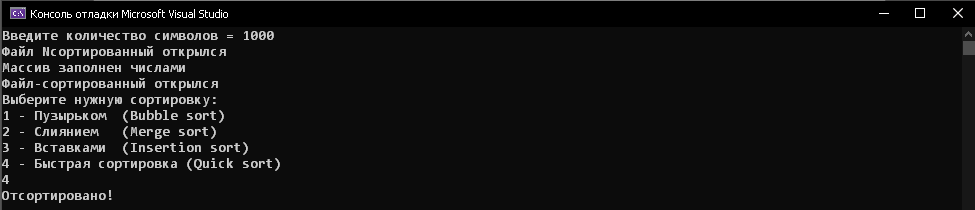 Консоль отладки Microsoft Visual Studio
Введите количество символов = 1000
Файл Nсортированный открылся
Массив заполнен числами
Файл-сортированный открылся
Выберите нужную сортировку:
1 - Пузырьком  (Bubble sort)
2 - Слиянием   (Merge sort)
3 - Вставками  (Insertion sort)
4 - Быстрая сортировка (Quick sort)
4
Отсортировано!